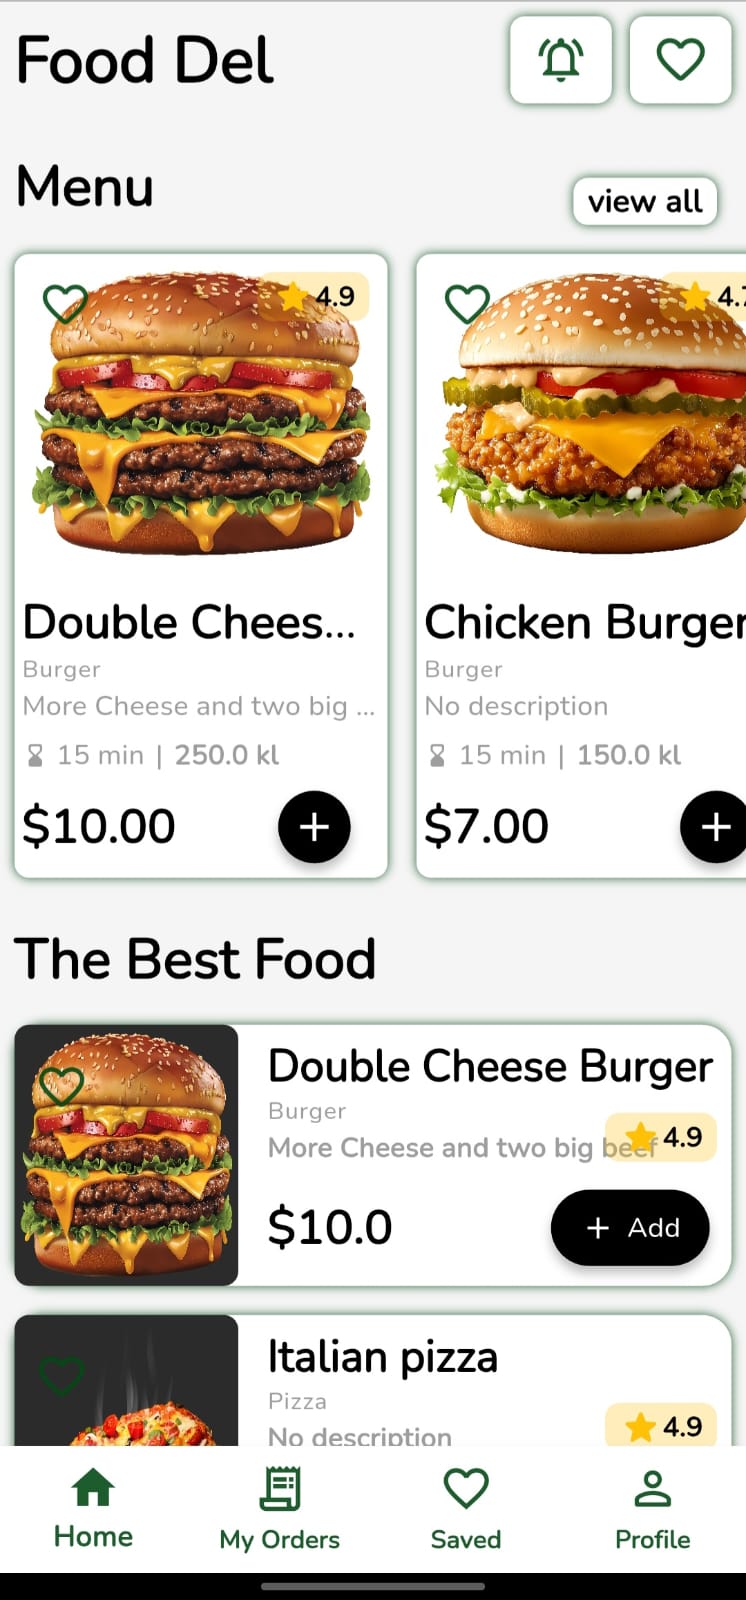 Food Del
Menu
view all
4.9
Double Chees...
Burger
More Cheese and two big ...
15 min | 250.0 kl
$10.00
Chicken Burger
Burger
No description
15 min | 150.0 kl
$7.00
The Best Food
Double Cheese Burger
Burger
More Cheese and two big beef
4.9
$10.0
+ Add
Italian pizza
Pizza
No description
4.9
Home
My Orders
Saved
Profile